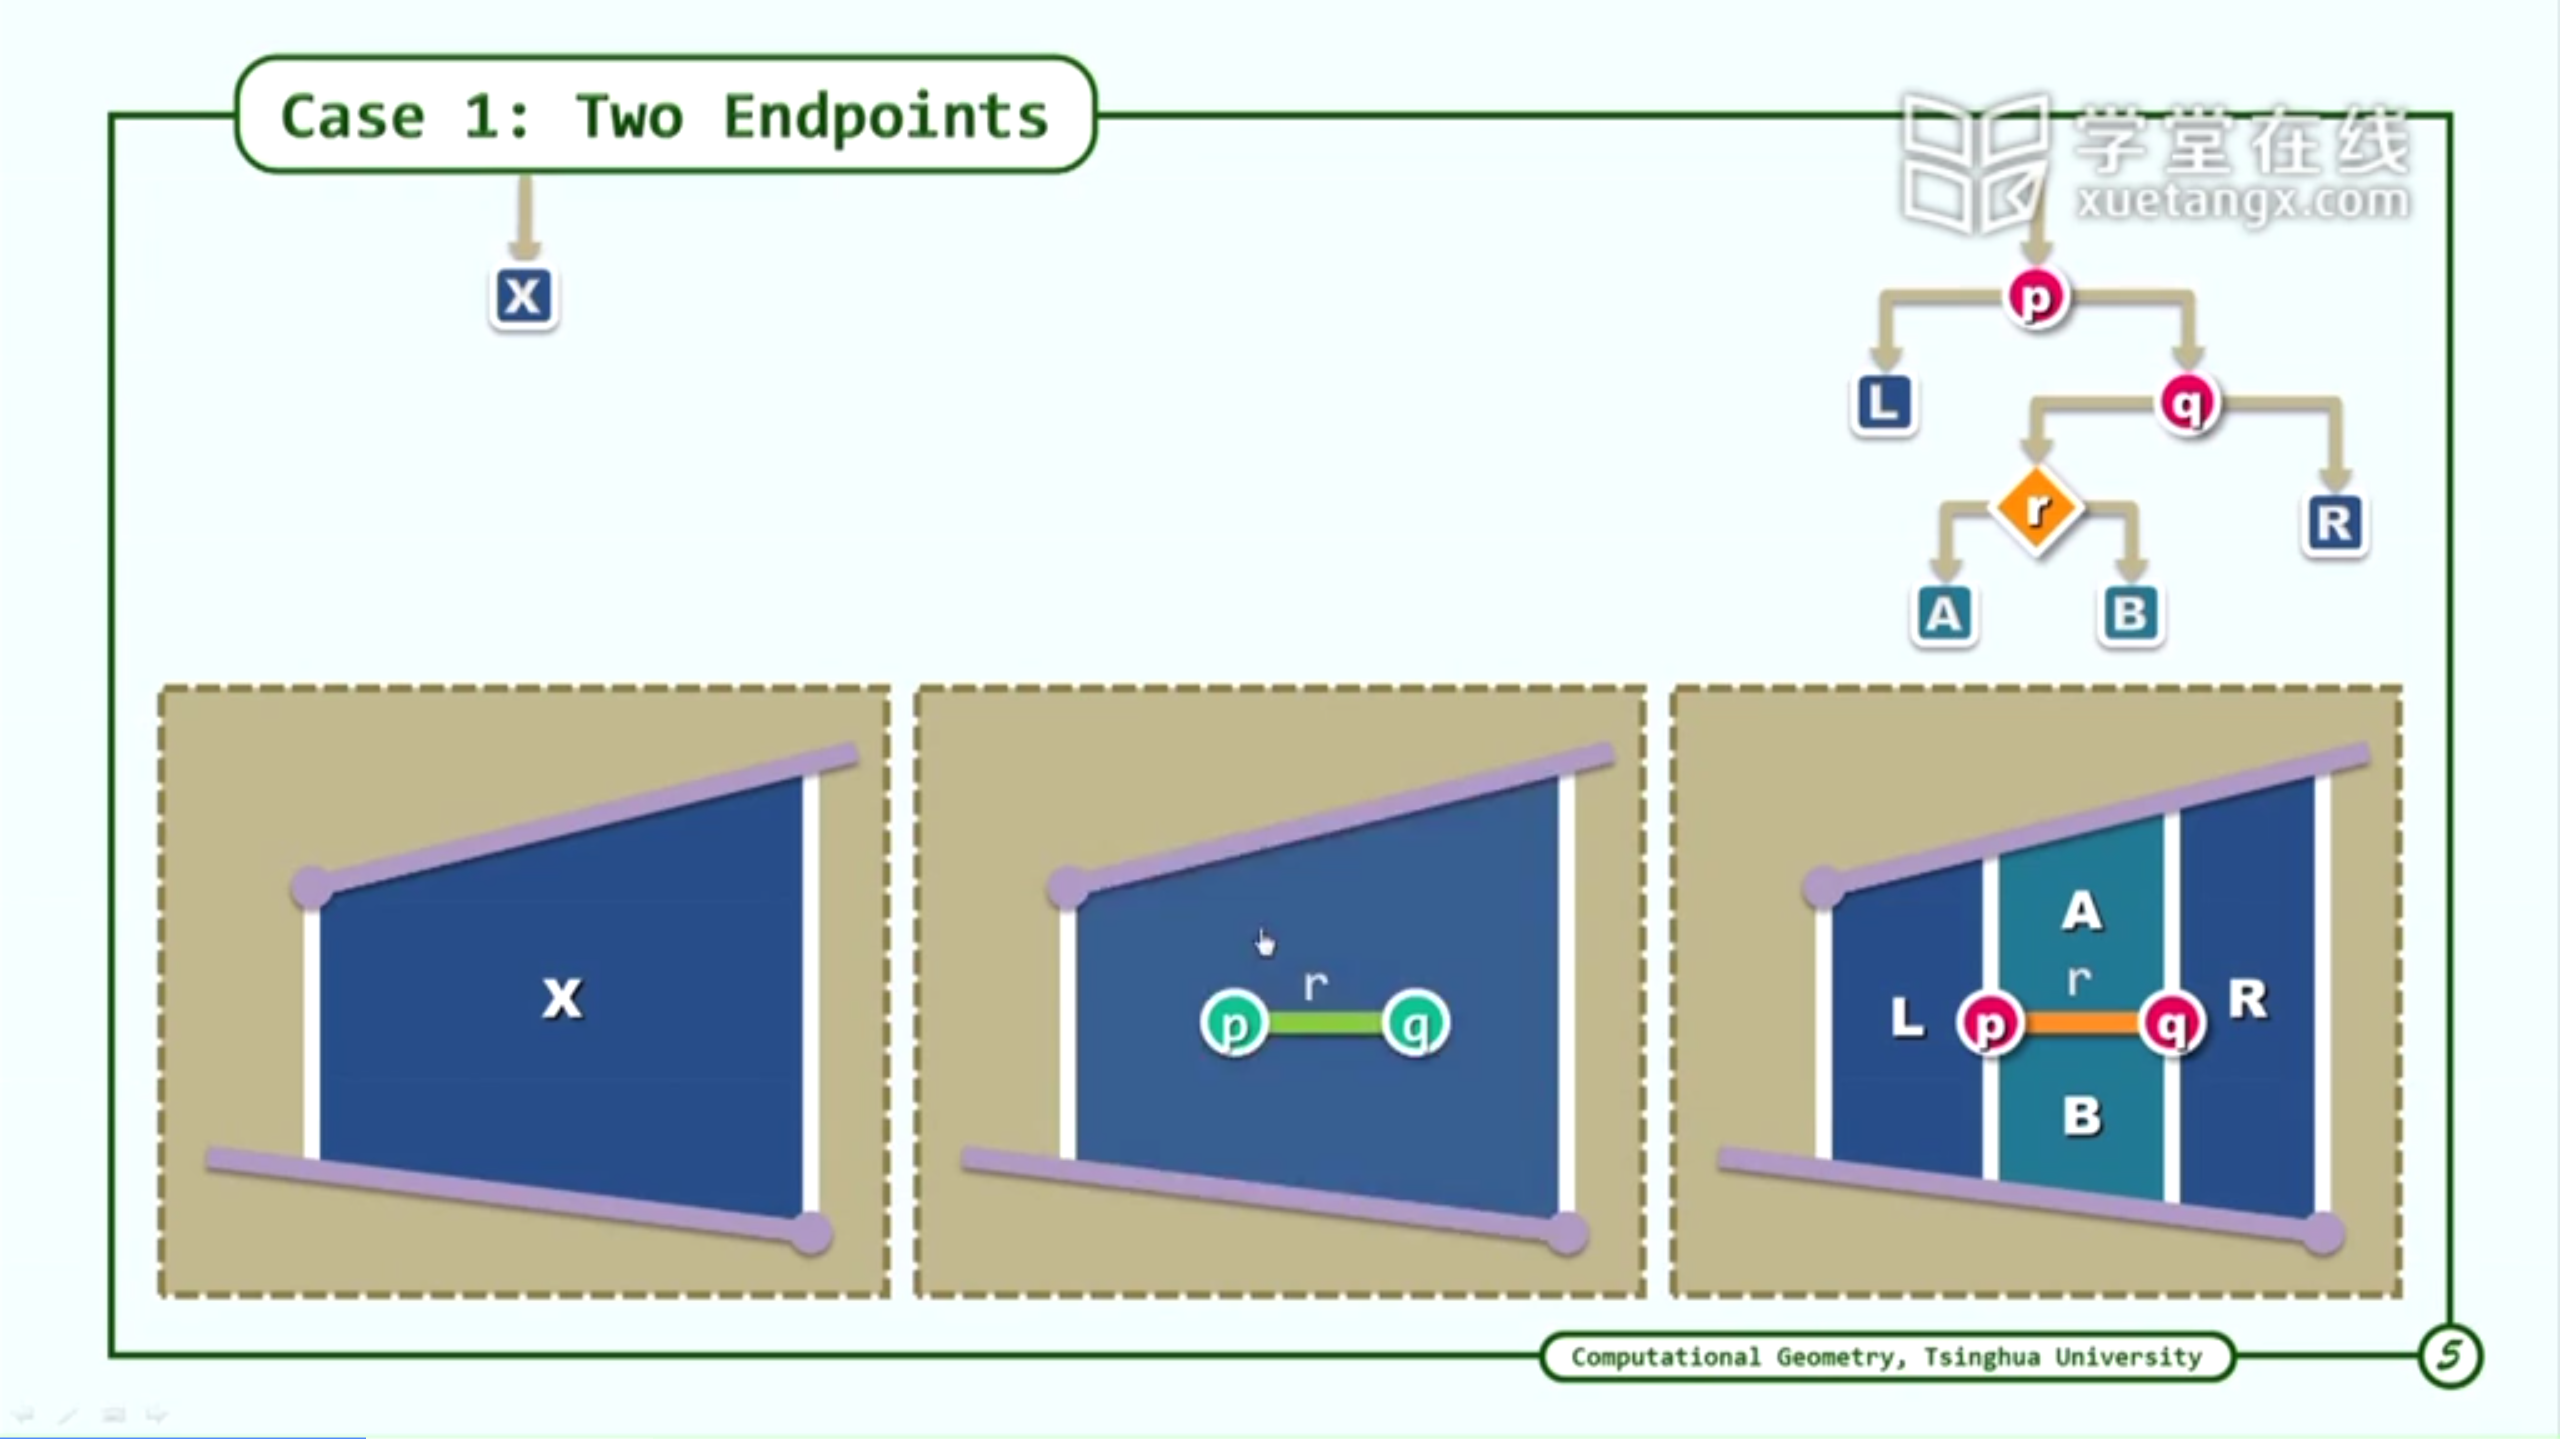 Case 1: Two Endpoints
学堂在线
xuetangx.com
X
p
L
q
r
R
A
B
X
r
p q
A
r
L p q R
B
Computational Geometry, Tsinghua University
5